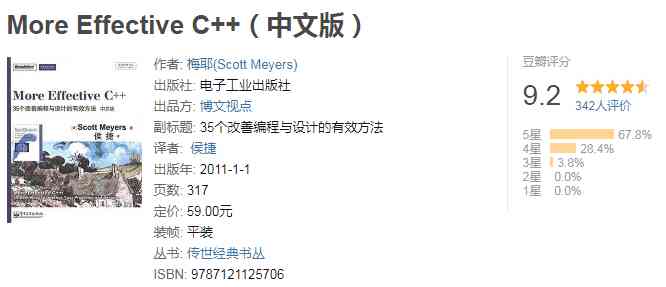 More Effective C++（中文版）
More Effective C++
35个改善编程与设计的有效方法 中文版
Scott Meyers
侯捷
作者: 梅耶(Scott Meyers)
出版社: 电子工业出版社
出品方: 博文视点
副标题: 35个改善编程与设计的有效方法
译者: 侯捷
出版年: 2011-1-1
页数: 317
定价: 59.00元
装帧: 平装
丛书: 传世经典书丛
ISBN: 9787121125706
豆瓣评分
9.2
342人评价
5星 67.8%
4星 28.4%
3星 3.8%
2星 0.0%
1星 0.0%